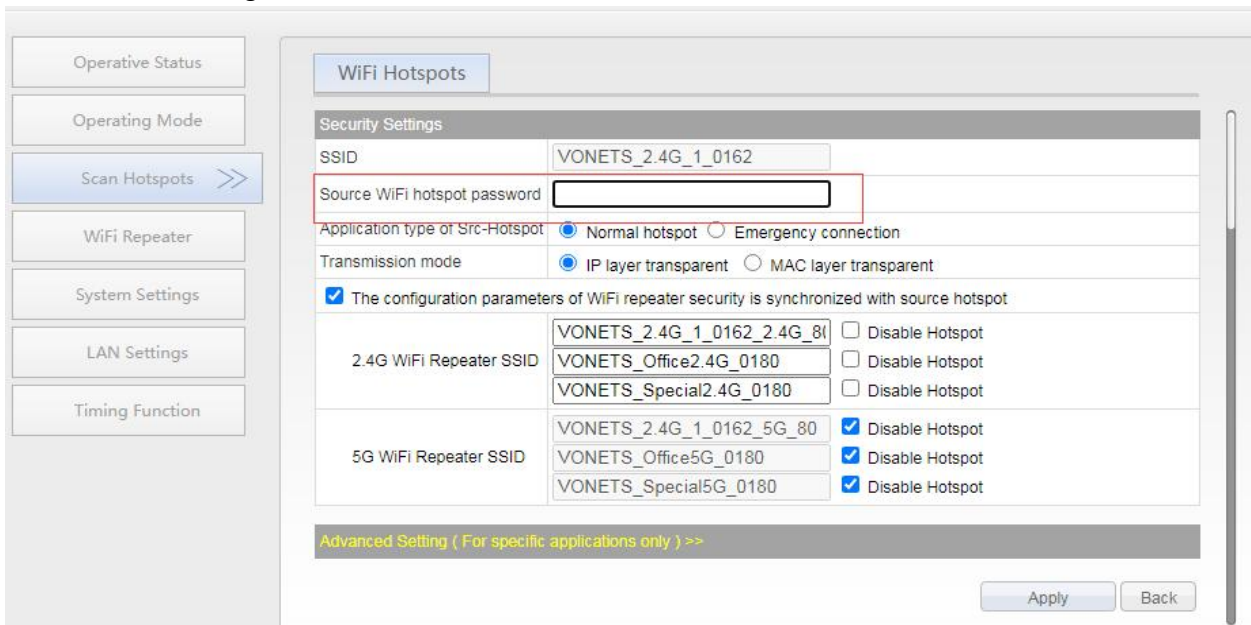 Operative Status
Operating Mode
Scan Hotspots >>
WiFi Repeater
System Settings
LAN Settings
Timing Function
WiFi Hotspots
Security Settings
SSID VONETS_2.4G_1_0162
Source WiFi hotspot password
Application type of Src-Hotspot Normal hotspot Emergency connection
Transmission mode IP layer transparent MAC layer transparent
The configuration parameters of WiFi repeater security is synchronized with source hotspot
VONETS_2.4G_1_0162_2.4G_8 Disable Hotspot
2.4G WiFi Repeater SSID VONETS_Office2.4G_0180 Disable Hotspot
VONETS_Special2.4G_0180 Disable Hotspot
VONETS_2.4G_1_0162_5G_80 Disable Hotspot
5G WiFi Repeater SSID VONETS_Office5G_0180 Disable Hotspot
VONETS_Special5G_0180 Disable Hotspot
Advanced Setting ( For specific applications only ) >>
Apply Back